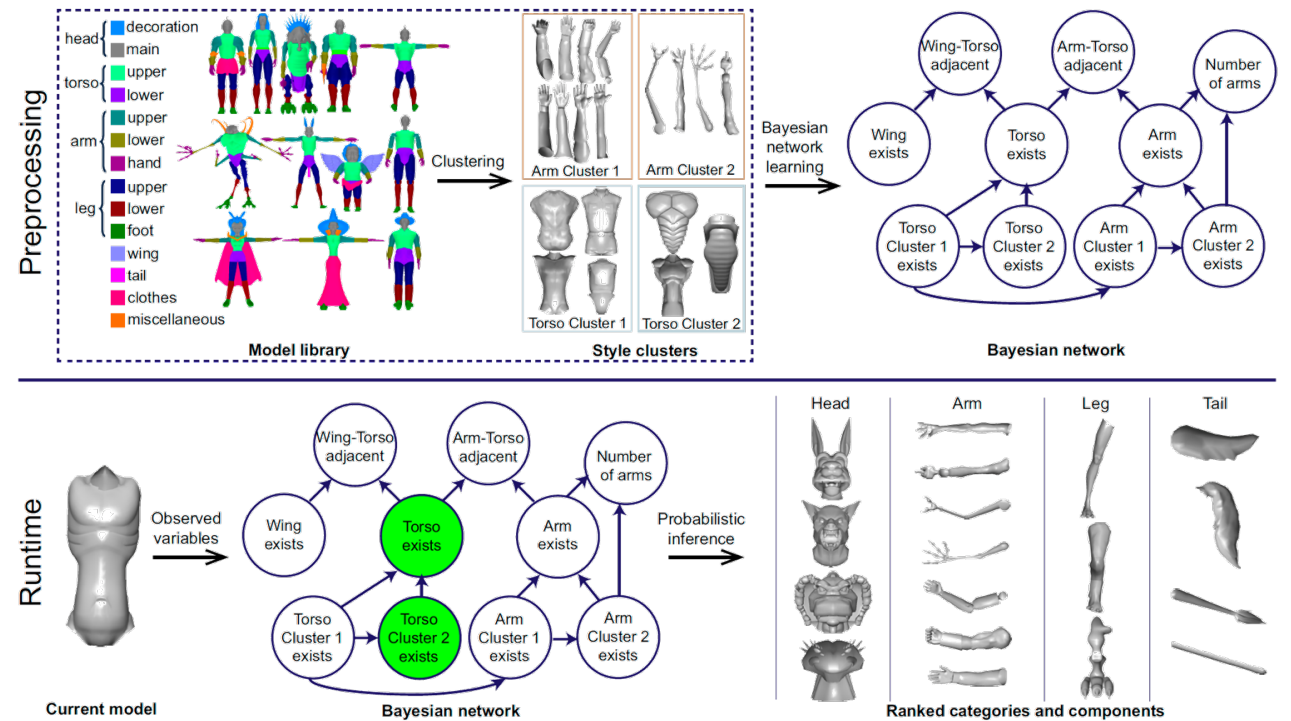 Preprocessing
head
decoration
main
torso
upper
lower
arm
upper
lower
hand
leg
upper
lower
foot
wing
tail
clothes
miscellaneous
Model library
Clustering
Arm Cluster 1
Arm Cluster 2
Torso Cluster 1
Torso Cluster 2
Style clusters
Bayesian
network
learning
Wing-Torso
adjacent
Arm-Torso
adjacent
Number
of arms
Wing
exists
Torso
exists
Arm
exists
Torso
Cluster 1
exists
Torso
Cluster 2
exists
Arm
Cluster 1
exists
Arm
Cluster 2
exists
Bayesian network
Runtime
Current model
Observed
variables
Wing-Torso
adjacent
Arm-Torso
adjacent
Number
of arms
Wing
exists
Torso
exists
Arm
exists
Torso
Cluster 1
exists
Torso
Cluster 2
exists
Arm
Cluster 1
exists
Arm
Cluster 2
exists
Bayesian network
Probabilistic
inference
Head
Arm
Leg
Tail
Ranked categories and components